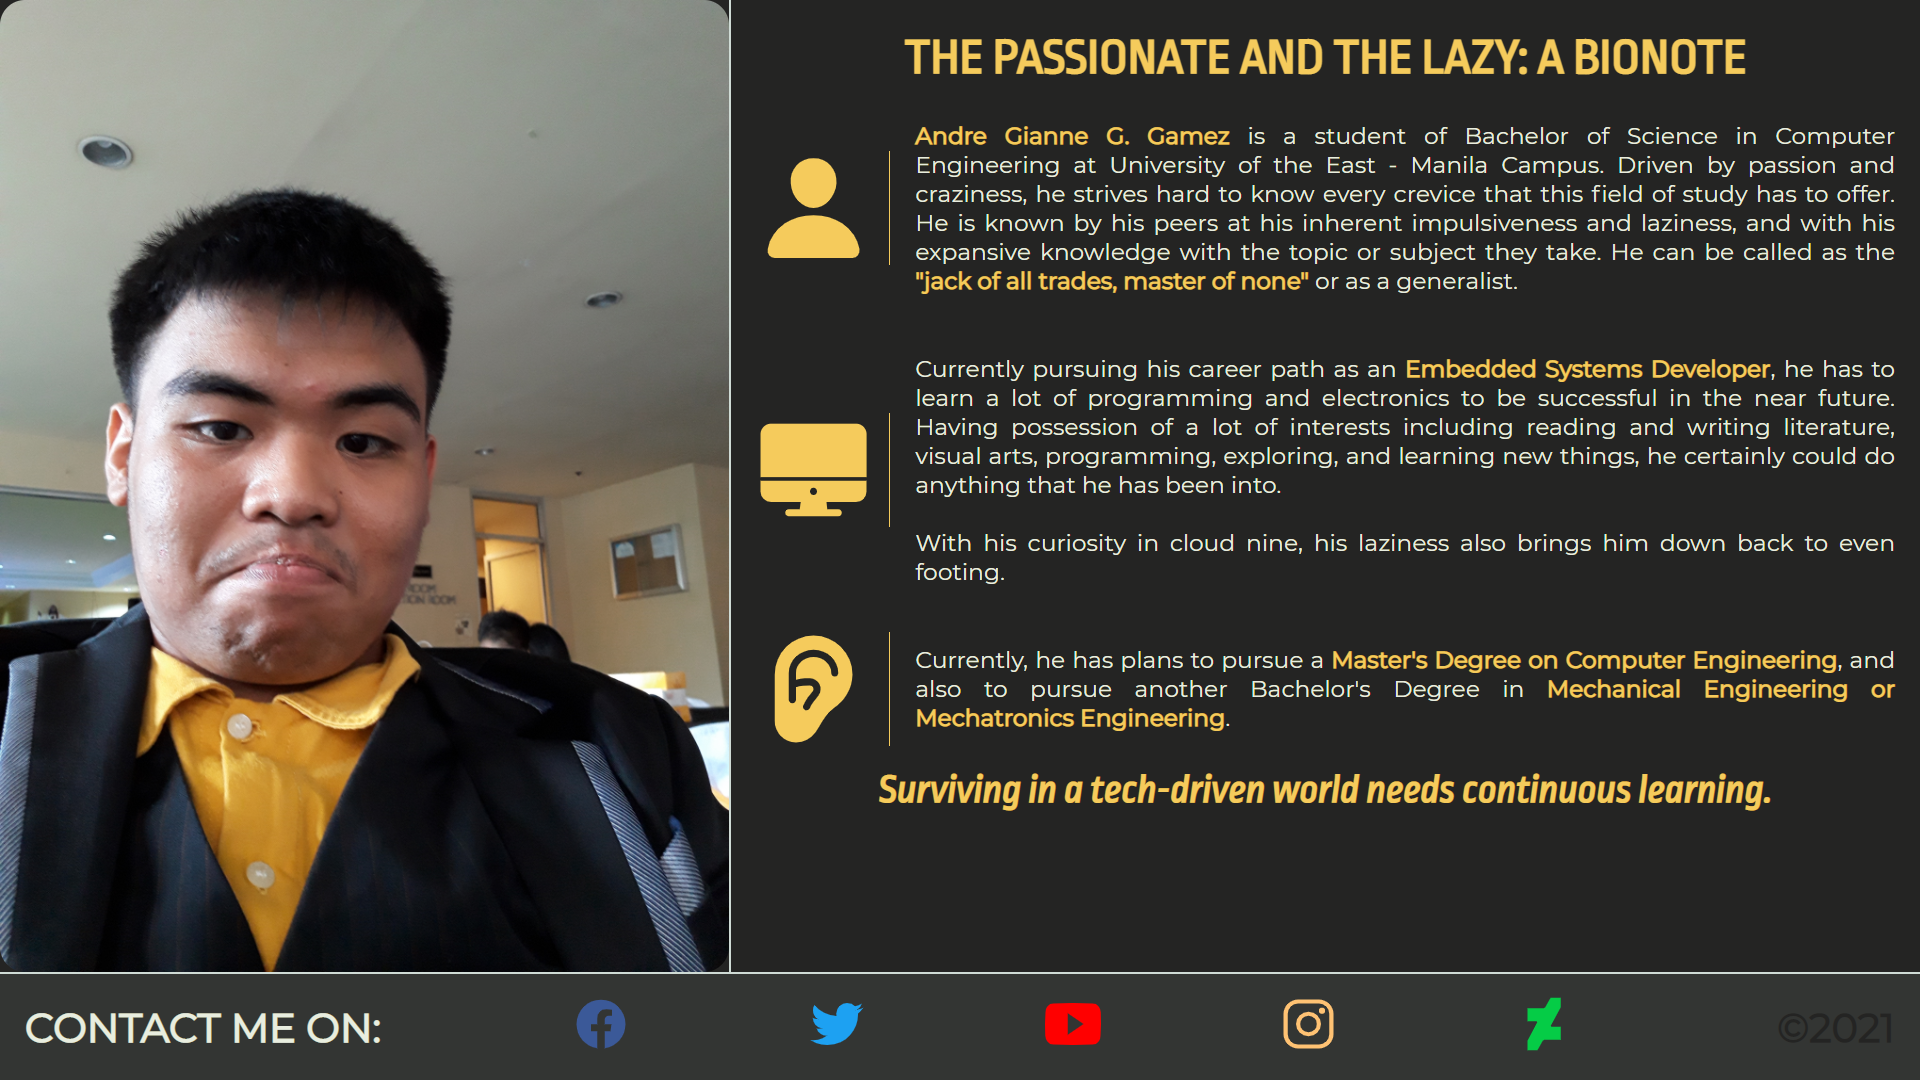 THE PASSIONATE AND THE LAZY: A BIONOTE
Andre Gianne G. Gamez is a student of Bachelor of Science in Computer
Engineering at University of the East - Manila Campus. Driven by passion and
craziness, he strives hard to know every crevice that this field of study has to offer.
He is known by his peers at his inherent impulsiveness and laziness, and with his
expansive knowledge with the topic or subject they take. He can be called as the
"jack of all trades, master of none" or as a generalist.
Currently pursuing his career path as an Embedded Systems Developer, he has to
learn a lot of programming and electronics to be successful in the near future.
Having possession of a lot of interests including reading and writing literature,
visual arts, programming, exploring, and learning new things, he certainly could do
anything that he has been into.
With his curiosity in cloud nine, his laziness also brings him down back to even
footing.
Currently, he has plans to pursue a Master's Degree on Computer Engineering, and
also to pursue another Bachelor's Degree in Mechanical Engineering or
Mechatronics Engineering.
Surviving in a tech-driven world needs continuous learning.
ROOM
ROOM
CONTACT ME ON:
©2021